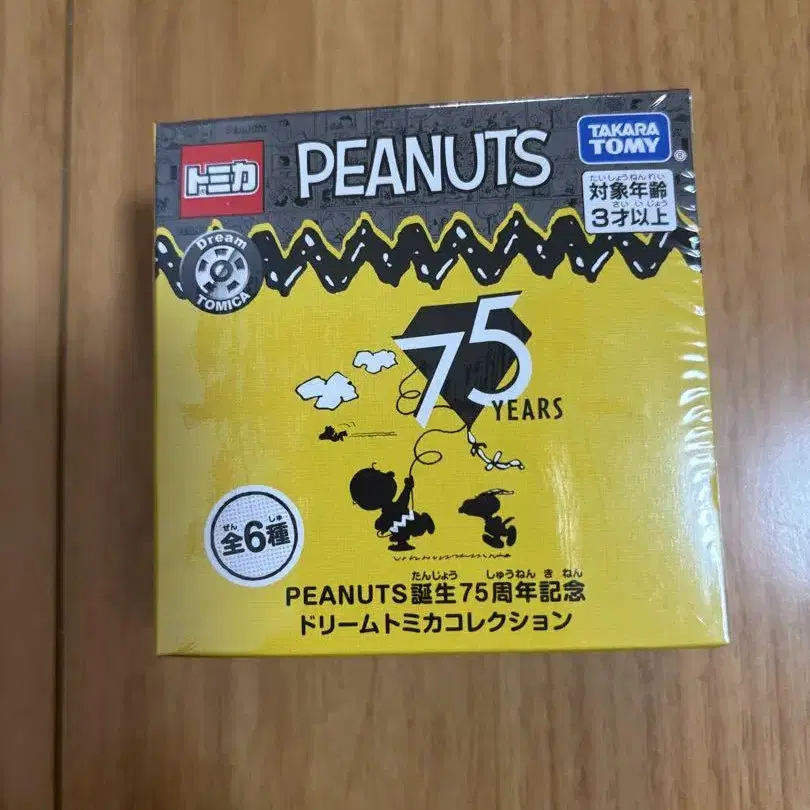 トミカ
PEANUTS
TAKARA
TOMY
®
たいしょうねんれい
対象年齢
さいいじょう
3才以上
Dream
TOMICA
75
YEARS
ぜん しゅ
全6種
たんじょう しゅうねん き ねん
PEANUTS誕生75周年記念
ドリームトミカコレクション